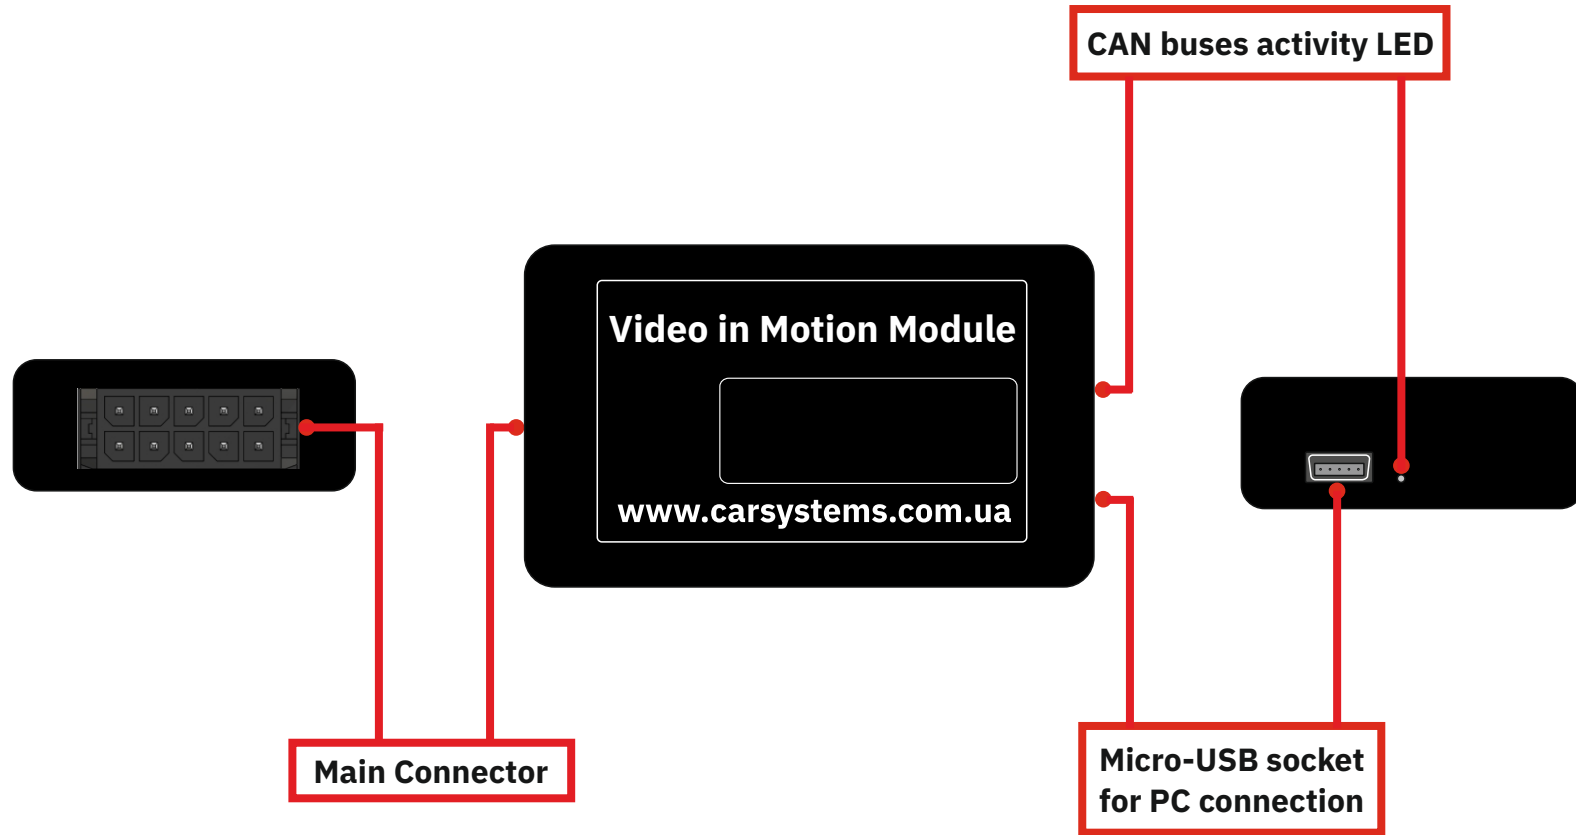 CAN buses activity LED
Video in Motion Module
www.carsystems.com.ua
Main Connector
Micro-USB socket
for PC connection